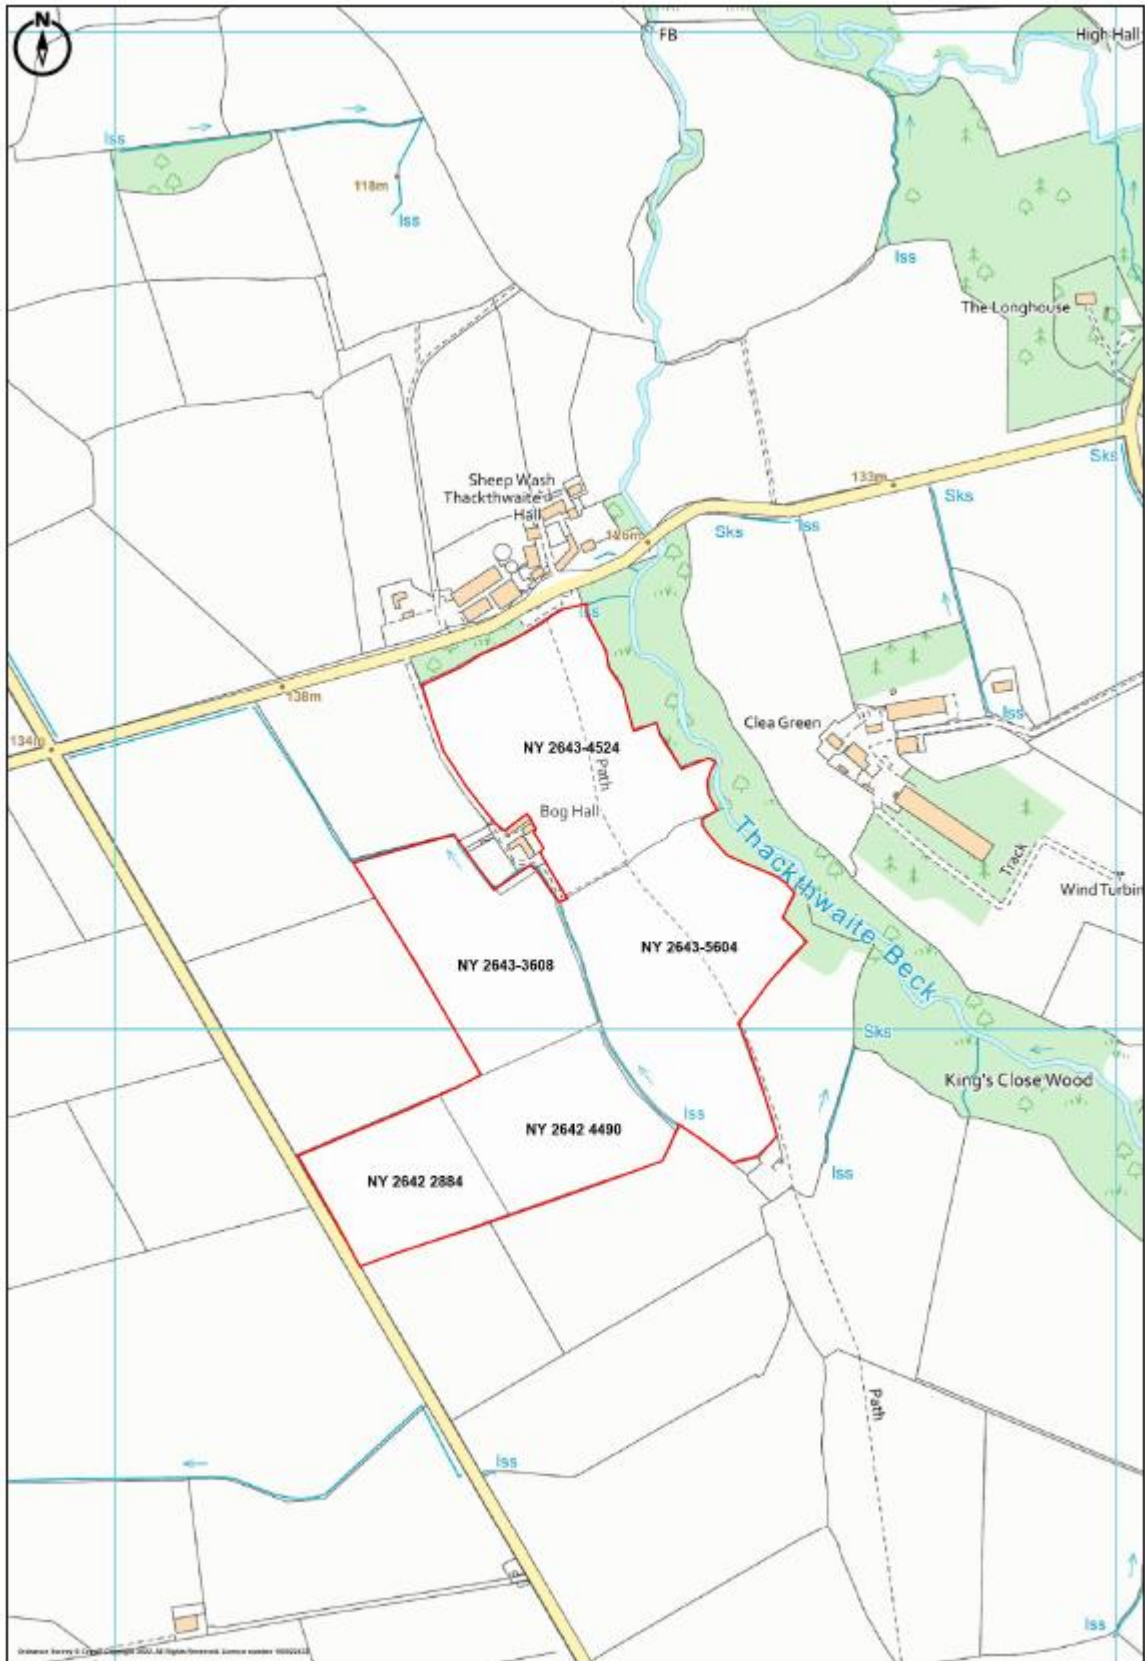 N
FB
High Hall
Iss
118m
Iss
Iss
The Longhouse
Sheep Wash
Thackthwaite
Hall
133m
Sks
Sks
126m
Sks
Iss
Iss
138m
134m
Clea Green
Iss
NY 2643-4524
Path
Bog Hall
Thackthwaite Beck
Track
Wind Turbin
NY 2643-5604
NY 2643-3608
Sks
King's Close Wood
Iss
NY 2642 4490
Iss
NY 2642 2884
Path
Iss
Iss